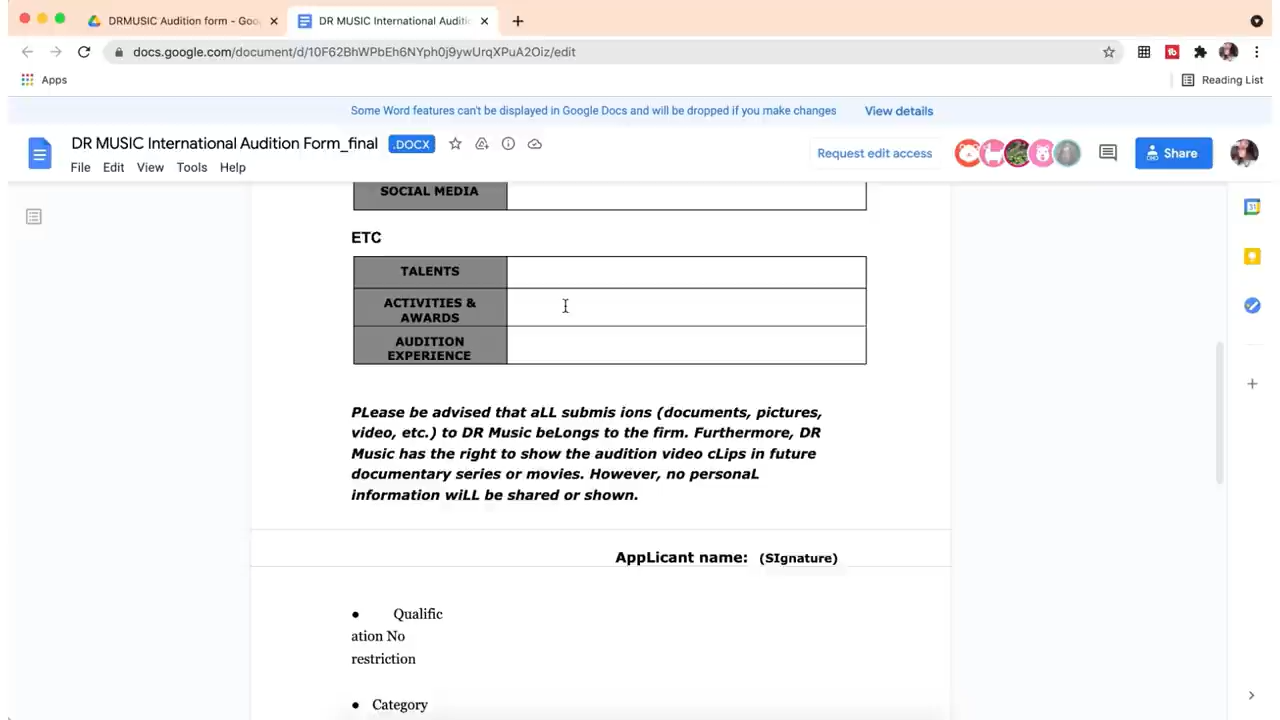 DRMUSIC Audition form - Goo
DR MUSIC International Auditi
docs.google.com/document/d/10F62BhWPbEh6NYph0j9ywUrqXPuA2Oiz/edit
Apps
Reading List
Some Word features can't be displayed in Google Docs and will be dropped if you make changes
View details
DR MUSIC International Audition Form_final
.DOCX
Request edit access
Share
File Edit View Tools Help
SOCIAL MEDIA
ETC
TALENTS
ACTIVITIES &
AWARDS
AUDITION
EXPERIENCE
PLease be advised that aLL submis ions (documents, pictures,
video, etc.) to DR Music beLongs to the firm. Furthermore, DR
Music has the right to show the audition video cLips in future
documentary series or movies. However, no personaL
information wiLL be shared or shown.
AppLicant name: (SIgnature)
● Qualific
ation No
restriction
● Category
31